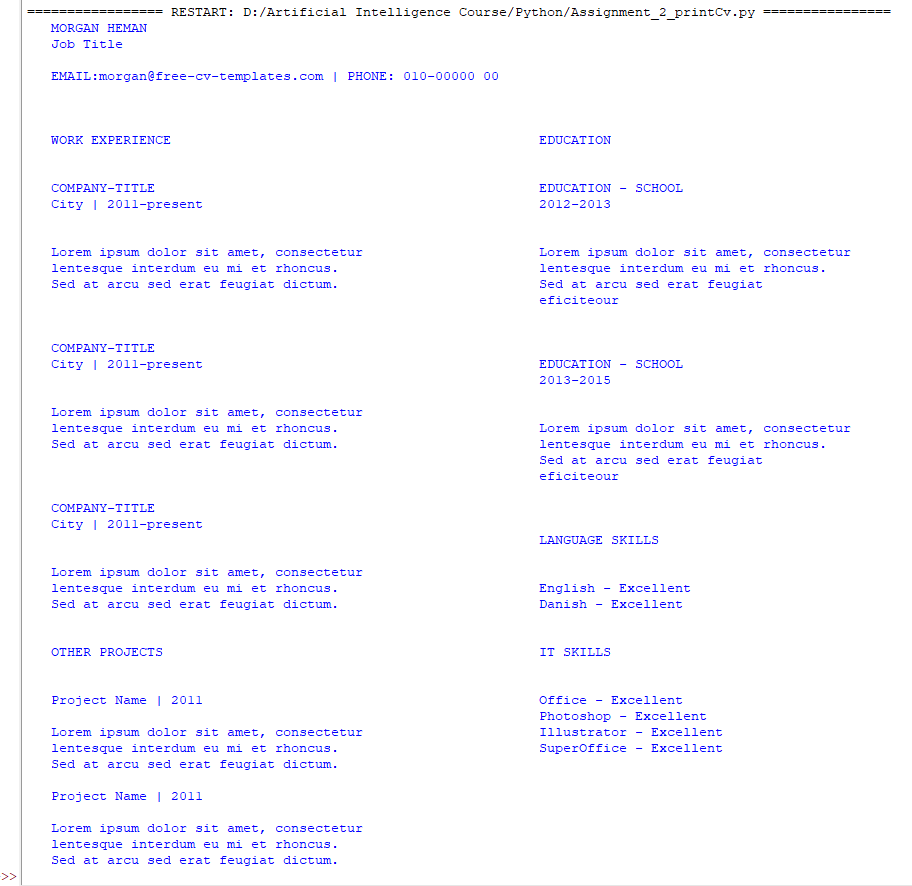 ================= RESTART: D:/Artificial Intelligence Course/Python/Assignment_2_printCv.py ================
MORGAN HEMAN
Job Title
EMAIL:morgan@free-cv-templates.com | PHONE: 010-00000 00
WORK EXPERIENCE
COMPANY-TITLE
City | 2011-present
Lorem ipsum dolor sit amet, consectetur
lentesque interdum eu mi et rhoncus.
Sed at arcu sed erat feugiat dictum.
COMPANY-TITLE
City | 2011-present
Lorem ipsum dolor sit amet, consectetur
lentesque interdum eu mi et rhoncus.
Sed at arcu sed erat feugiat dictum.
COMPANY-TITLE
City | 2011-present
Lorem ipsum dolor sit amet, consectetur
lentesque interdum eu mi et rhoncus.
Sed at arcu sed erat feugiat dictum.
OTHER PROJECTS
Project Name | 2011
Lorem ipsum dolor sit amet, consectetur
lentesque interdum eu mi et rhoncus.
Sed at arcu sed erat feugiat dictum.
Project Name | 2011
Lorem ipsum dolor sit amet, consectetur
lentesque interdum eu mi et rhoncus.
Sed at arcu sed erat feugiat dictum.
EDUCATION
EDUCATION - SCHOOL
2012-2013
Lorem ipsum dolor sit amet, consectetur
lentesque interdum eu mi et rhoncus.
Sed at arcu sed erat feugiat
eficiteour
EDUCATION - SCHOOL
2013-2015
Lorem ipsum dolor sit amet, consectetur
lentesque interdum eu mi et rhoncus.
Sed at arcu sed erat feugiat
eficiteour
LANGUAGE SKILLS
English - Excellent
Danish - Excellent
IT SKILLS
Office - Excellent
Photoshop - Excellent
Illustrator - Excellent
SuperOffice - Excellent
>>